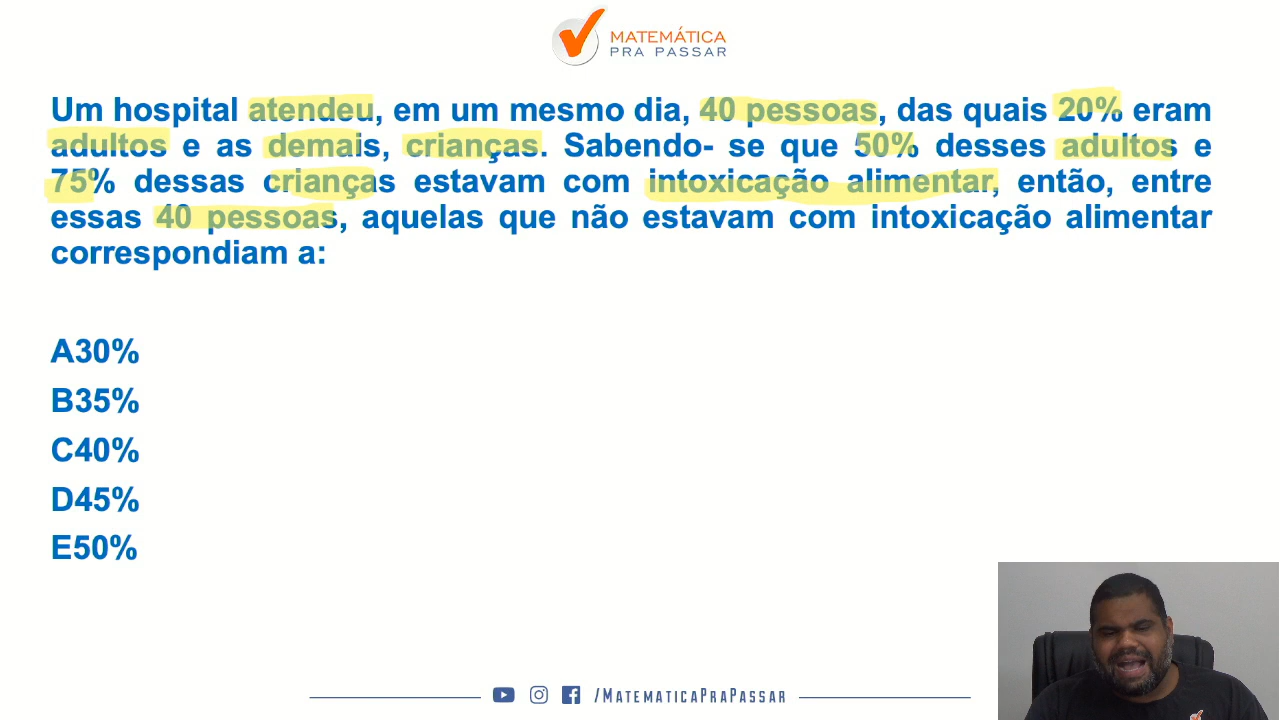 MATEMÁTICA
PRA PASSAR
Um hospital atendeu, em um mesmo dia, 40 pessoas, das quais 20% eram
adultos e as demais, crianças. Sabendo- se que 50% desses adultos e
75% dessas crianças estavam com intoxicação alimentar, então, entre
essas 40 pessoas, aquelas que não estavam com intoxicação alimentar
correspondiam a:
A30%
B35%
C40%
D45%
E50%
/MatematicaPraPassar